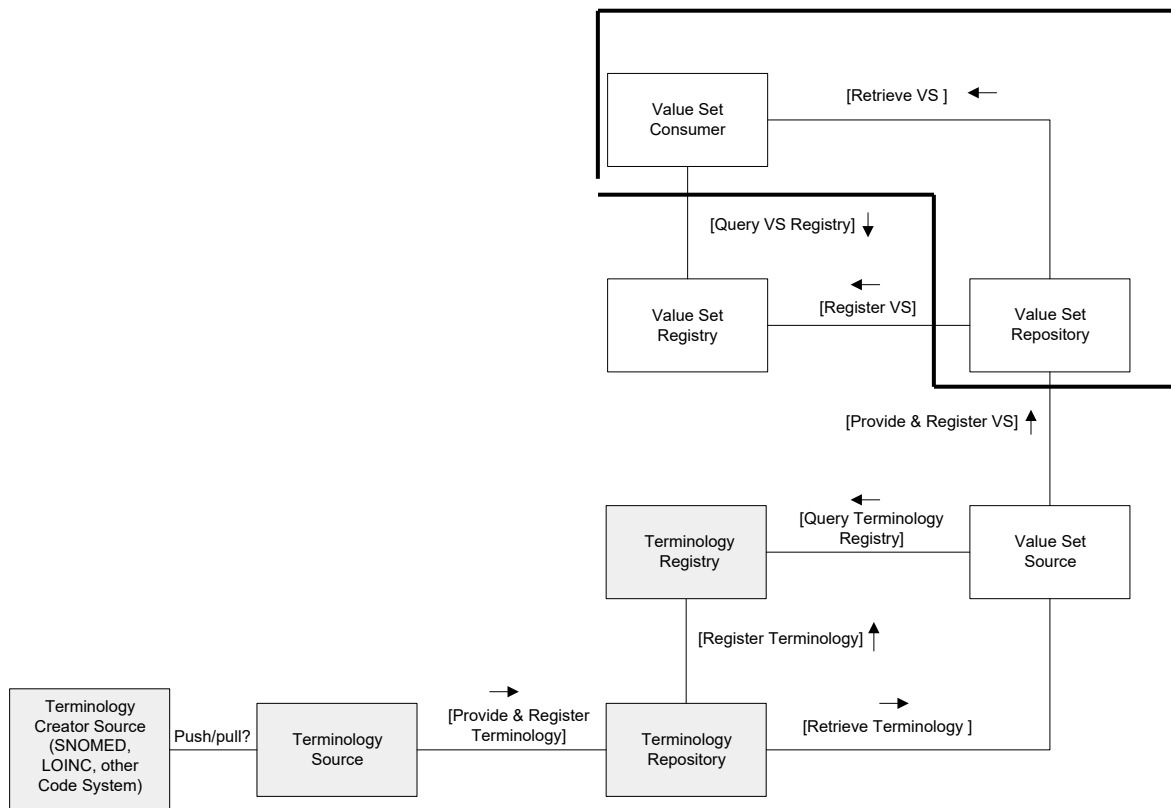 Value Set
Consumer
[Retrieve VS ]
[Query VS Registry]
Value Set
Registry
[Register VS]
Value Set
Repository
[Provide & Register VS]
Terminology
Registry
[Query Terminology
Registry]
Value Set
Source
[Register Terminology]
Terminology
Creator Source
(SNOMED,
LOINC, other
Code System)
Push/pull?
Terminology
Source
[Provide & Register
Terminology]
Terminology
Repository
[Retrieve Terminology ]